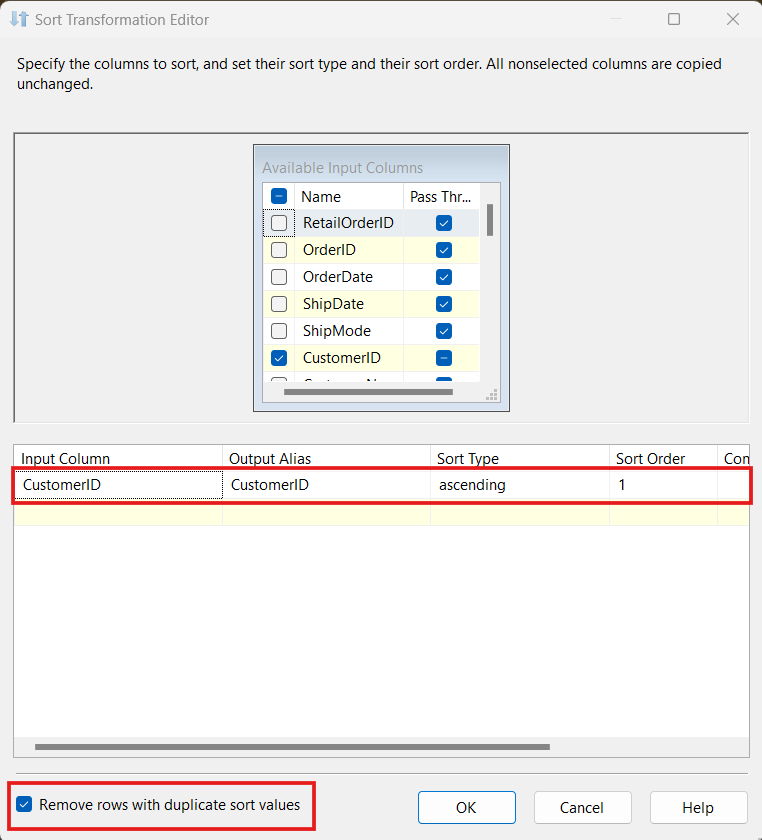 Sort Transformation Editor
Specify the columns to sort, and set their sort type and their sort order. All nonselected columns are copied
unchanged.
Available Input Columns
Name Pass Thr...
RetailOrderID
OrderID
OrderDate
ShipDate
ShipMode
CustomerID
Input Column Output Alias Sort Type Sort Order Con
CustomerID CustomerID ascending 1
Remove rows with duplicate sort values OK Cancel Help